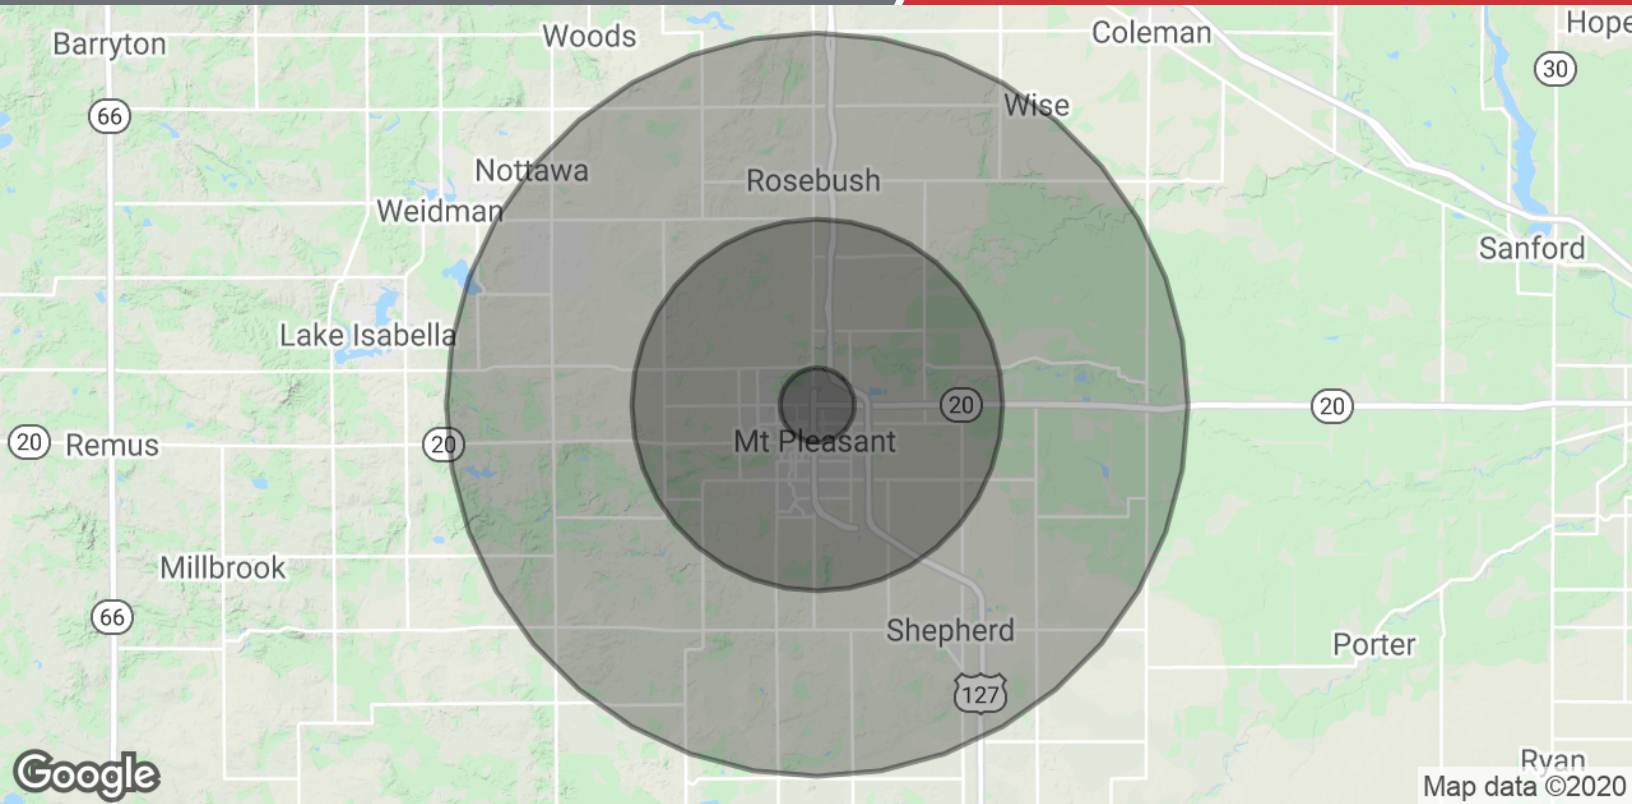 Barryton
Woods
Coleman
Hope
30
66
Wise
Nottawa
Rosebush
Weidman
Sanford
Lake Isabella
20
20
20
Remus
20
Mt Pleasant
Millbrook
66
Shepherd
Porter
127
Ryan
Google
Map data ©2020